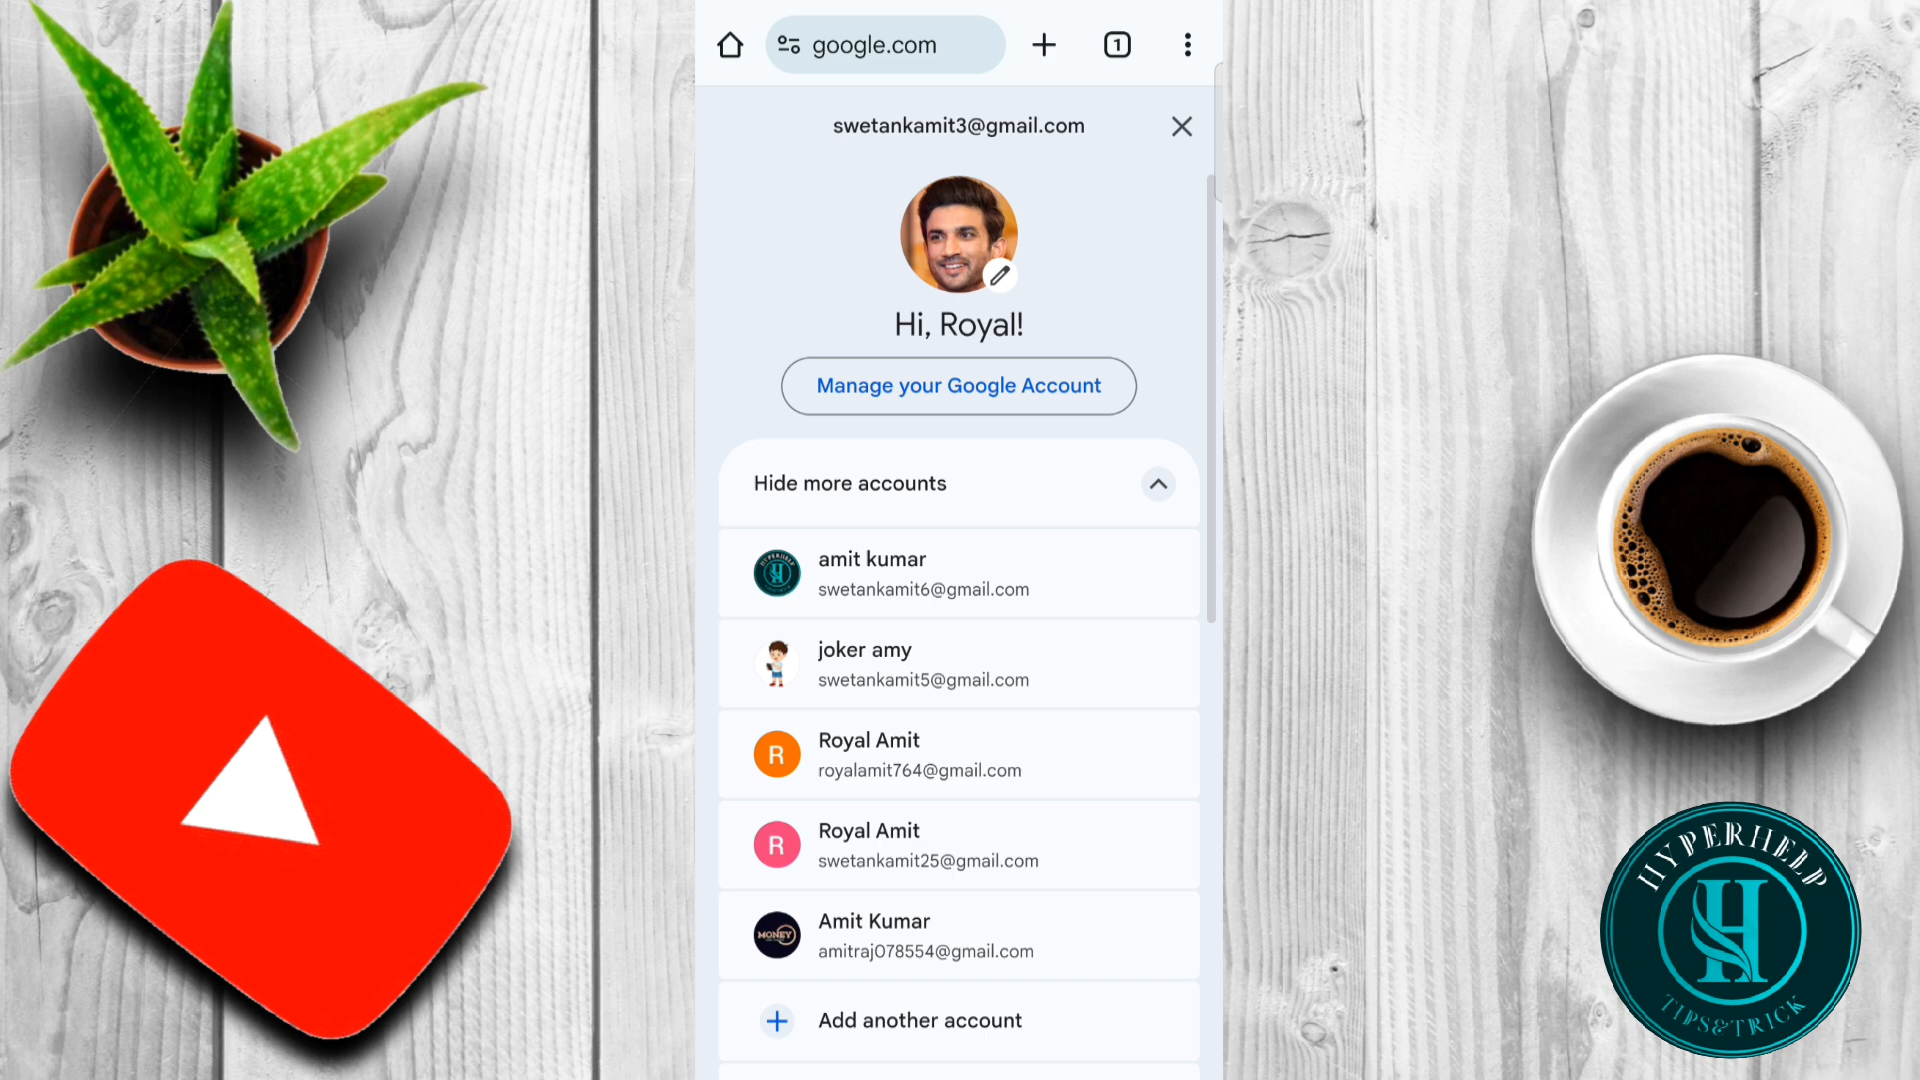 google.com
1
swetankamit3@gmail.com
Hi, Royal!
Manage your Google Account
Hide more accounts
amit kumar
swetankamit6@gmail.com
joker amy
swetankamit5@gmail.com
R
Royal Amit
royalamit764@gmail.com
R
Royal Amit
swetankamit25@gmail.com
MONEY
Amit Kumar
amitraj078554@gmail.com
Add another account
HYPERHELP
H
TIPS&TRICK